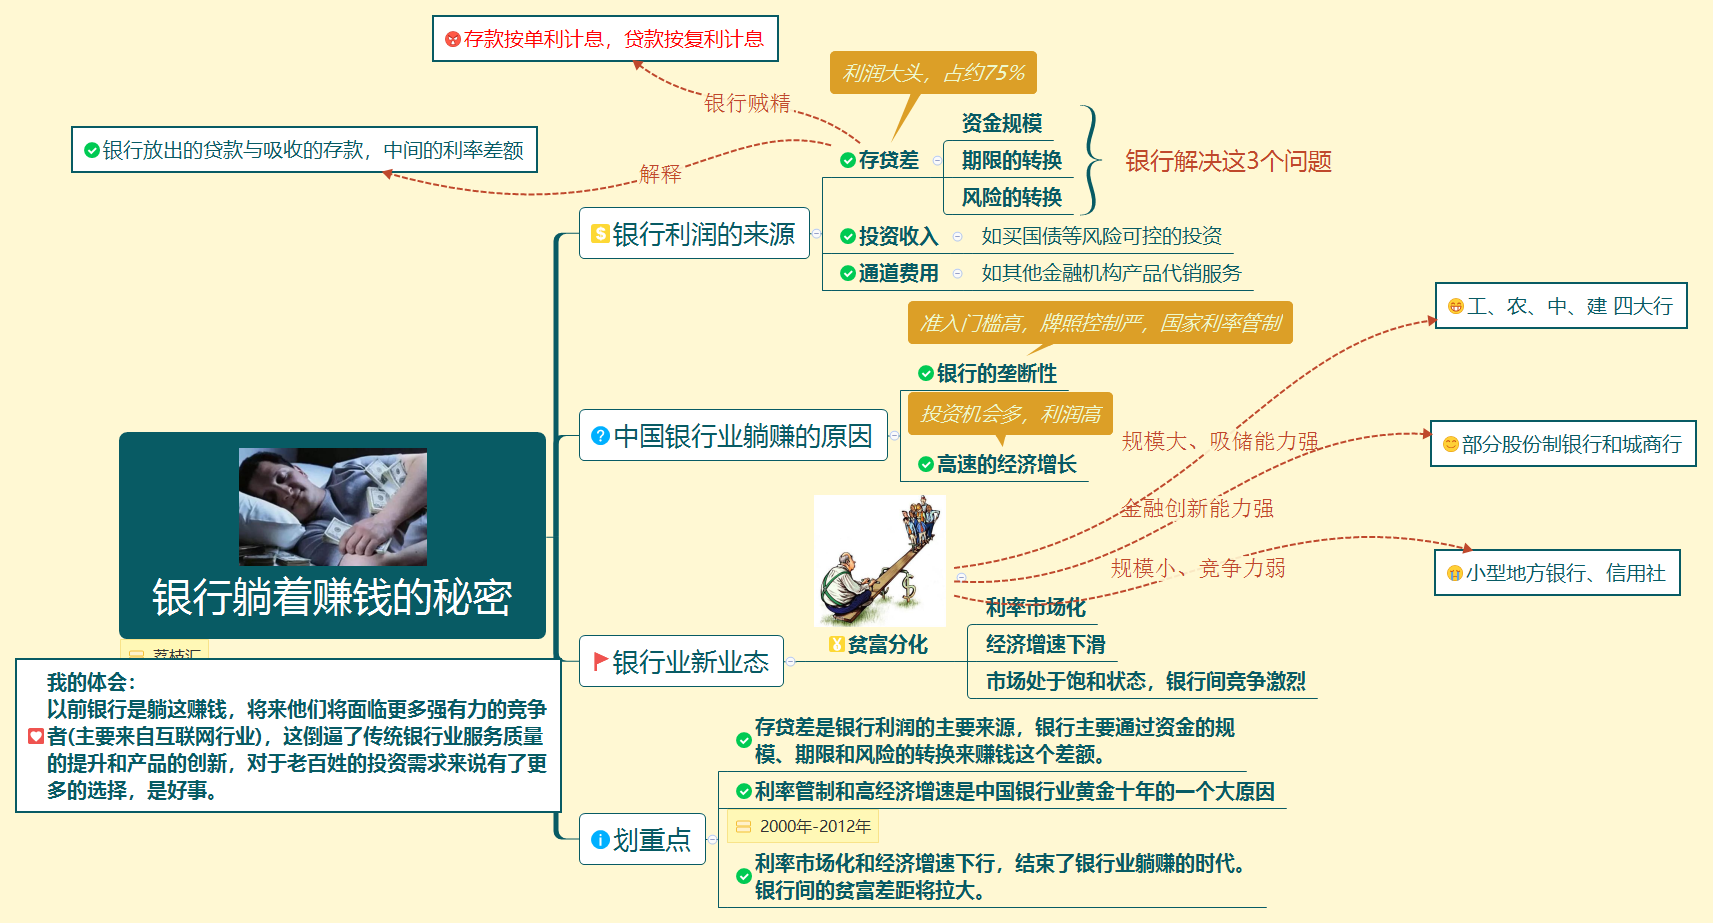 存款按单利计息，贷款按复利计息
利润大头，占约75%
银行贼精
银行放出的贷款与吸收的存款，中间的利率差额
解释
存贷差
资金规模
期限的转换
风险的转换
银行解决这3个问题
银行利润的来源
投资收入
如买国债等风险可控的投资
通道费用
如其他金融机构产品代销服务
准入门槛高，牌照控制严，国家利率管制
银行的垄断性
中国银行业躺赚的原因
投资机会多，利润高
高速的经济增长
工、农、中、建 四大行
规模大、吸储能力强
部分股份制银行和城商行
金融创新能力强
规模小、竞争力弱
小型地方银行、信用社
银行躺着赚钱的秘密
荔枝汇
银行业新业态
贫富分化
利率市场化
经济增速下滑
市场处于饱和状态，银行间竞争激烈
我的体会：
以前银行是躺这赚钱，将来他们将面临更多强有力的竞争
者(主要来自互联网行业)，这倒逼了传统银行业服务质量
的提升和产品的创新，对于老百姓的投资需求来说有了更
多的选择，是好事。
划重点
存贷差是银行利润的主要来源，银行主要通过资金的规
模、期限和风险的转换来赚钱这个差额。
利率管制和高经济增速是中国银行业黄金十年的一个大原因
2000年-2012年
利率市场化和经济增速下行，结束了银行业躺赚的时代。
银行间的贫富差距将拉大。